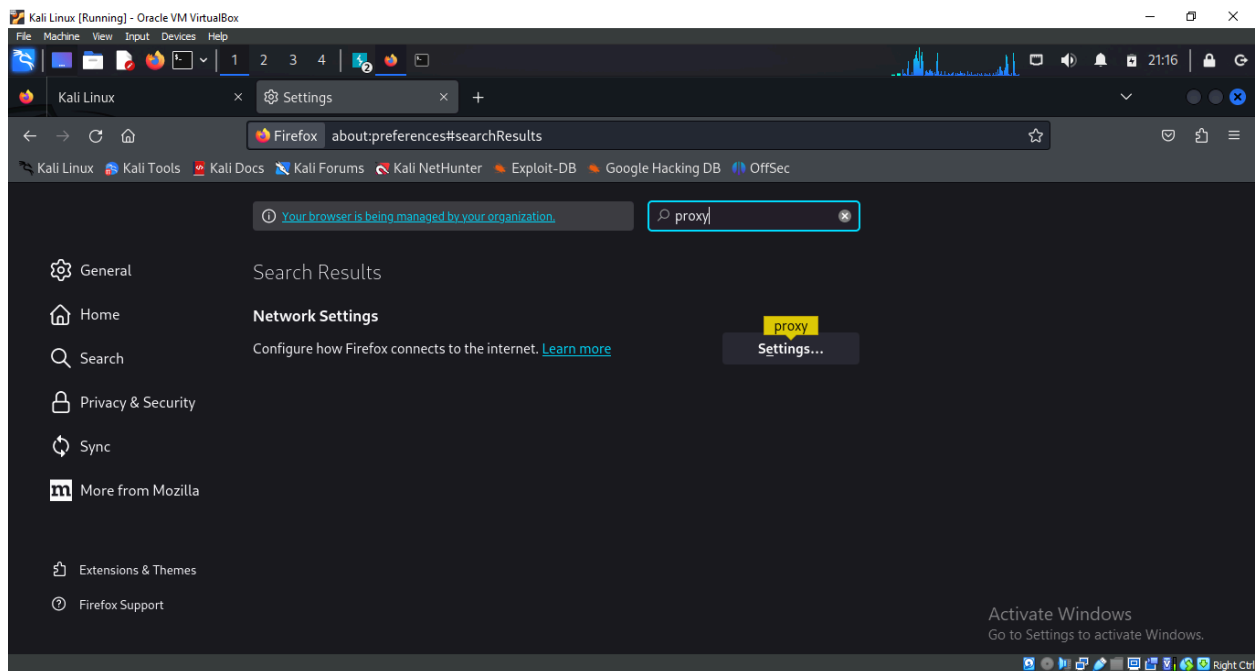 Kali Linux [Running] - Oracle VM VirtualBox
File Machine View Input Devices Help
1 2 3 4 2 21:16
Kali Linux Settings
Firefox about:preferences#searchResults
Kali Linux Kali Tools Kali Docs Kali Forums Kali NetHunter Exploit-DB Google Hacking DB OffSec
Your browser is being managed by your organization. proxy
General
Search Results
Home
Network Settings
proxy
Configure how Firefox connects to the internet. Learn more Settings...
Search
Privacy & Security
Sync
m More from Mozilla
Extensions & Themes
Firefox Support
Activate Windows
Go to Settings to activate Windows.
Right Ctrl